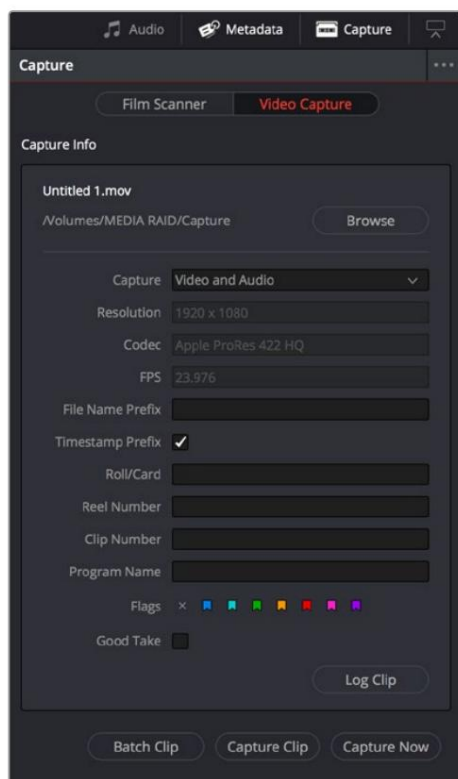 Audio Metadata Capture
Capture
Film Scanner Video Capture
Capture Info
Untitled 1.mov
/Volumes/MEDIA RAID/Capture Browse
Capture Video and Audio
Resolution 1920 x 1080
Codec Apple ProRes 422 HQ
FPS 23.976
File Name Prefix
Timestamp Prefix
Roll/Card
Reel Number
Clip Number
Program Name
Flags
Good Take
Log Clip
Batch Clip Capture Clip Capture Now